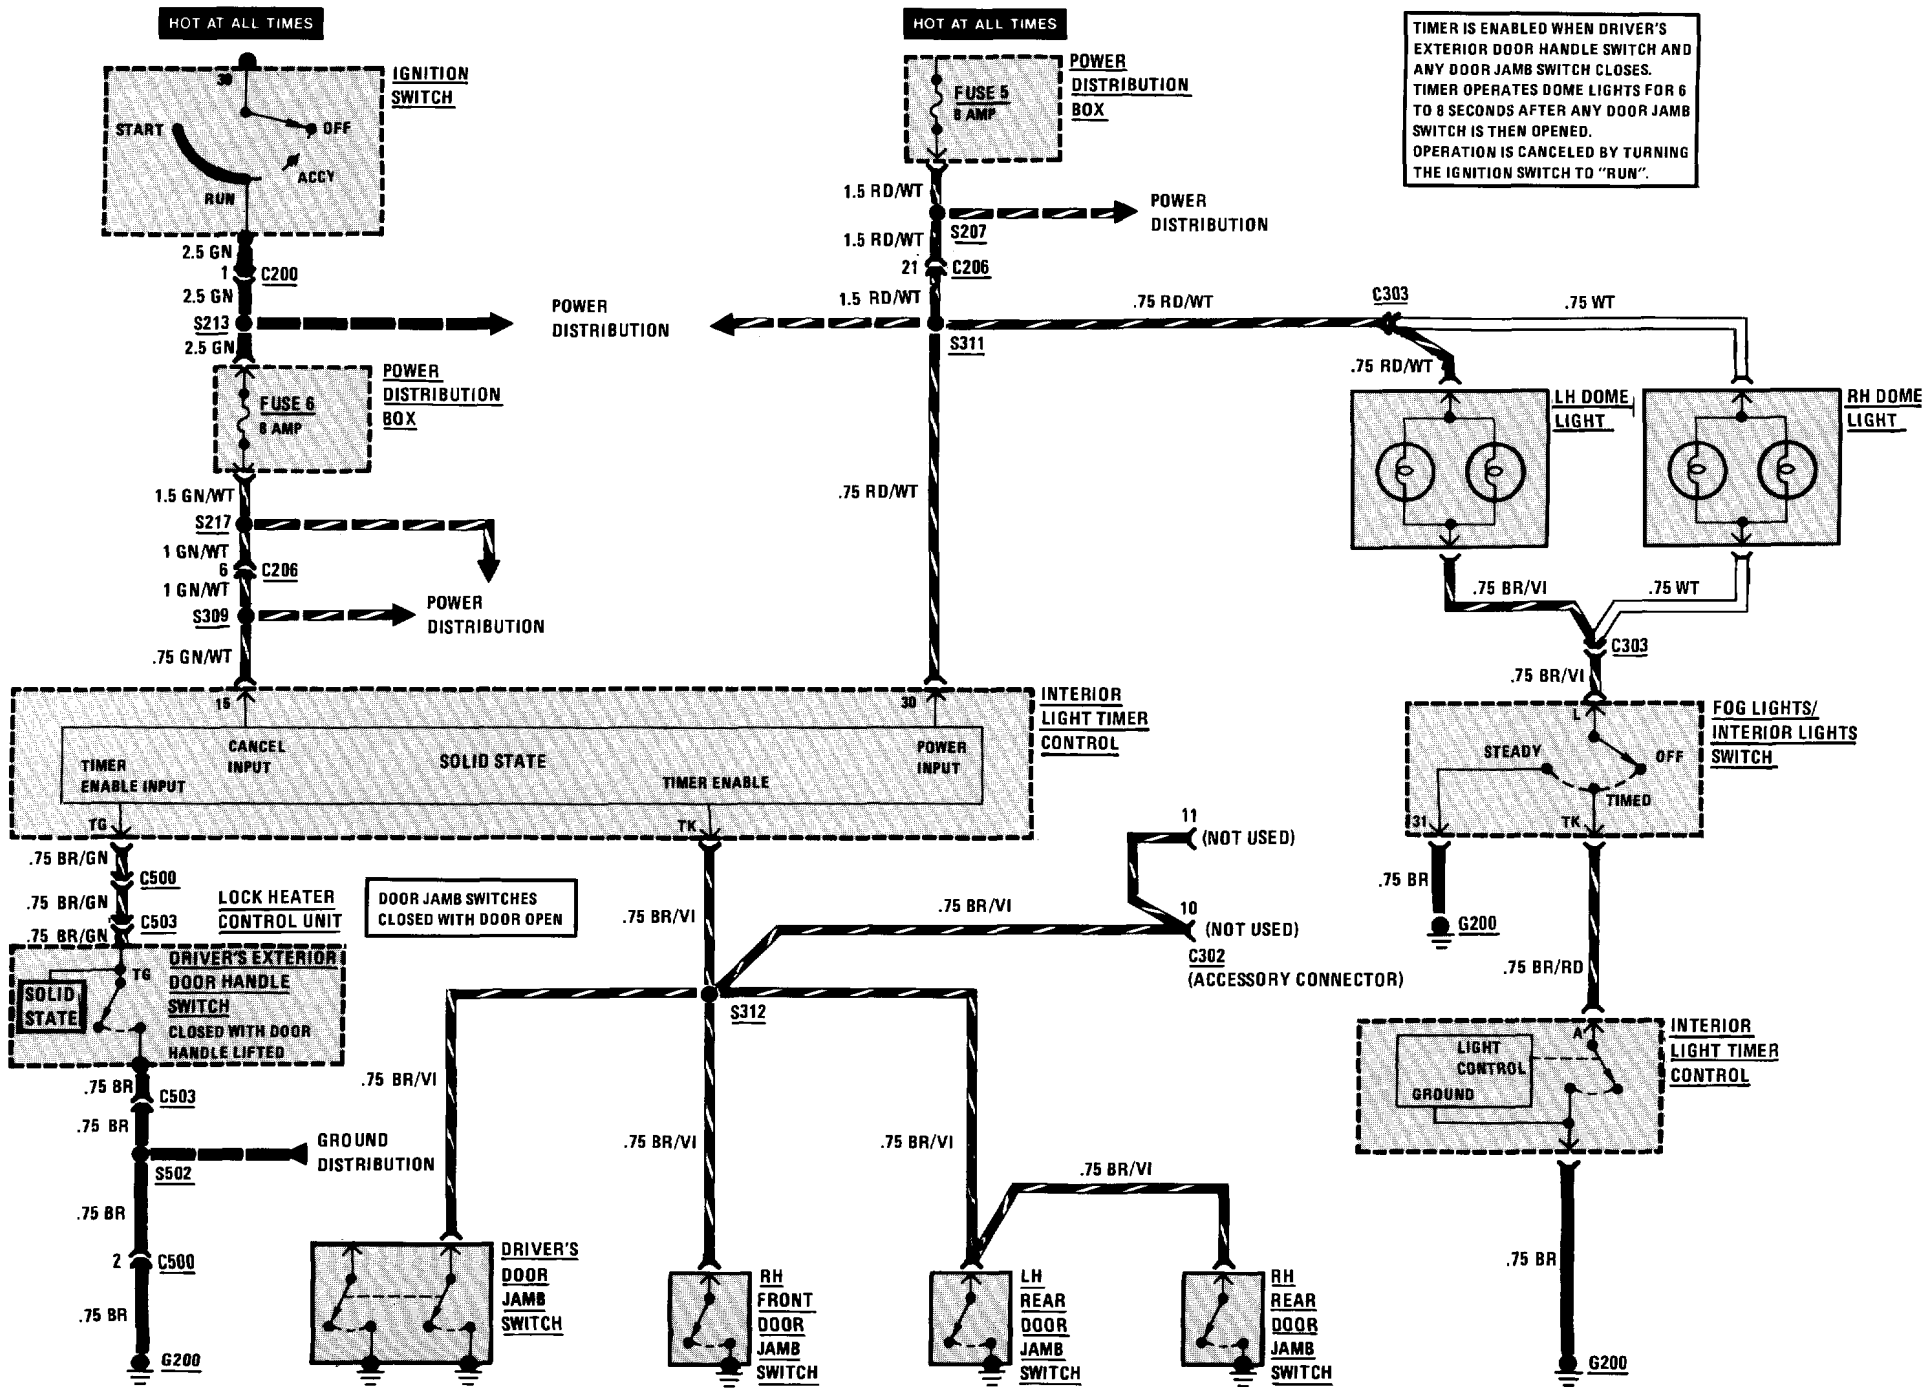 HOT AT ALL TIMES
30
IGNITION
SWITCH
START
OFF
ACCY
RUN
2.5 GN
1
C200
2.5 GN
S213
2.5 GN
POWER
DISTRIBUTION
POWER
DISTRIBUTION
BOX
FUSE 6
8 AMP
1.5 GN/WT
S217
1 GN/WT
6
C206
1 GN/WT
S309
POWER
DISTRIBUTION
.75 GN/WT
HOT AT ALL TIMES
POWER
DISTRIBUTION
BOX
FUSE 5
8 AMP
1.5 RD/WT
POWER
DISTRIBUTION
S207
1.5 RD/WT
21
C206
1.5 RD/WT
S311
.75 RD/WT
.75 RD/WT
C303
.75 WT
.75 RD/WT
TIMER IS ENABLED WHEN DRIVER'S
EXTERIOR DOOR HANDLE SWITCH AND
ANY DOOR JAMB SWITCH CLOSES.
TIMER OPERATES DOME LIGHTS FOR 6
TO 8 SECONDS AFTER ANY DOOR JAMB
SWITCH IS THEN OPENED.
OPERATION IS CANCELED BY TURNING
THE IGNITION SWITCH TO "RUN".
LH DOME
LIGHT
RH DOME
LIGHT
.75 BR/VI
.75 WT
C303
.75 BR/VI
15
30
INTERIOR
LIGHT TIMER
CONTROL
CANCEL
INPUT
SOLID STATE
POWER
INPUT
TIMER
ENABLE INPUT
TIMER ENABLE
TG
TK
L
FOG LIGHTS/
INTERIOR LIGHTS
SWITCH
STEADY
OFF
TIMED
31
TK
.75 BR
G200
.75 BR/RD
.75 BR/GN
C500
.75 BR/GN
C503
.75 BR/GN
LOCK HEATER
CONTROL UNIT
DOOR JAMB SWITCHES
CLOSED WITH DOOR OPEN
DRIVER'S EXTERIOR
DOOR HANDLE
SWITCH
CLOSED WITH DOOR
HANDLE LIFTED
TG
SOLID
STATE
.75 BR
C503
.75 BR
GROUND
DISTRIBUTION
S502
.75 BR
2
C500
.75 BR
G200
.75 BR/VI
.75 BR/VI
11
(NOT USED)
10
(NOT USED)
C302
(ACCESSORY CONNECTOR)
S312
.75 BR/VI
.75 BR/VI
.75 BR/VI
.75 BR/VI
DRIVER'S
DOOR
JAMB
SWITCH
RH
FRONT
DOOR
JAMB
SWITCH
LH
REAR
DOOR
JAMB
SWITCH
RH
REAR
DOOR
JAMB
SWITCH
A
INTERIOR
LIGHT TIMER
CONTROL
LIGHT
CONTROL
GROUND
.75 BR
G200